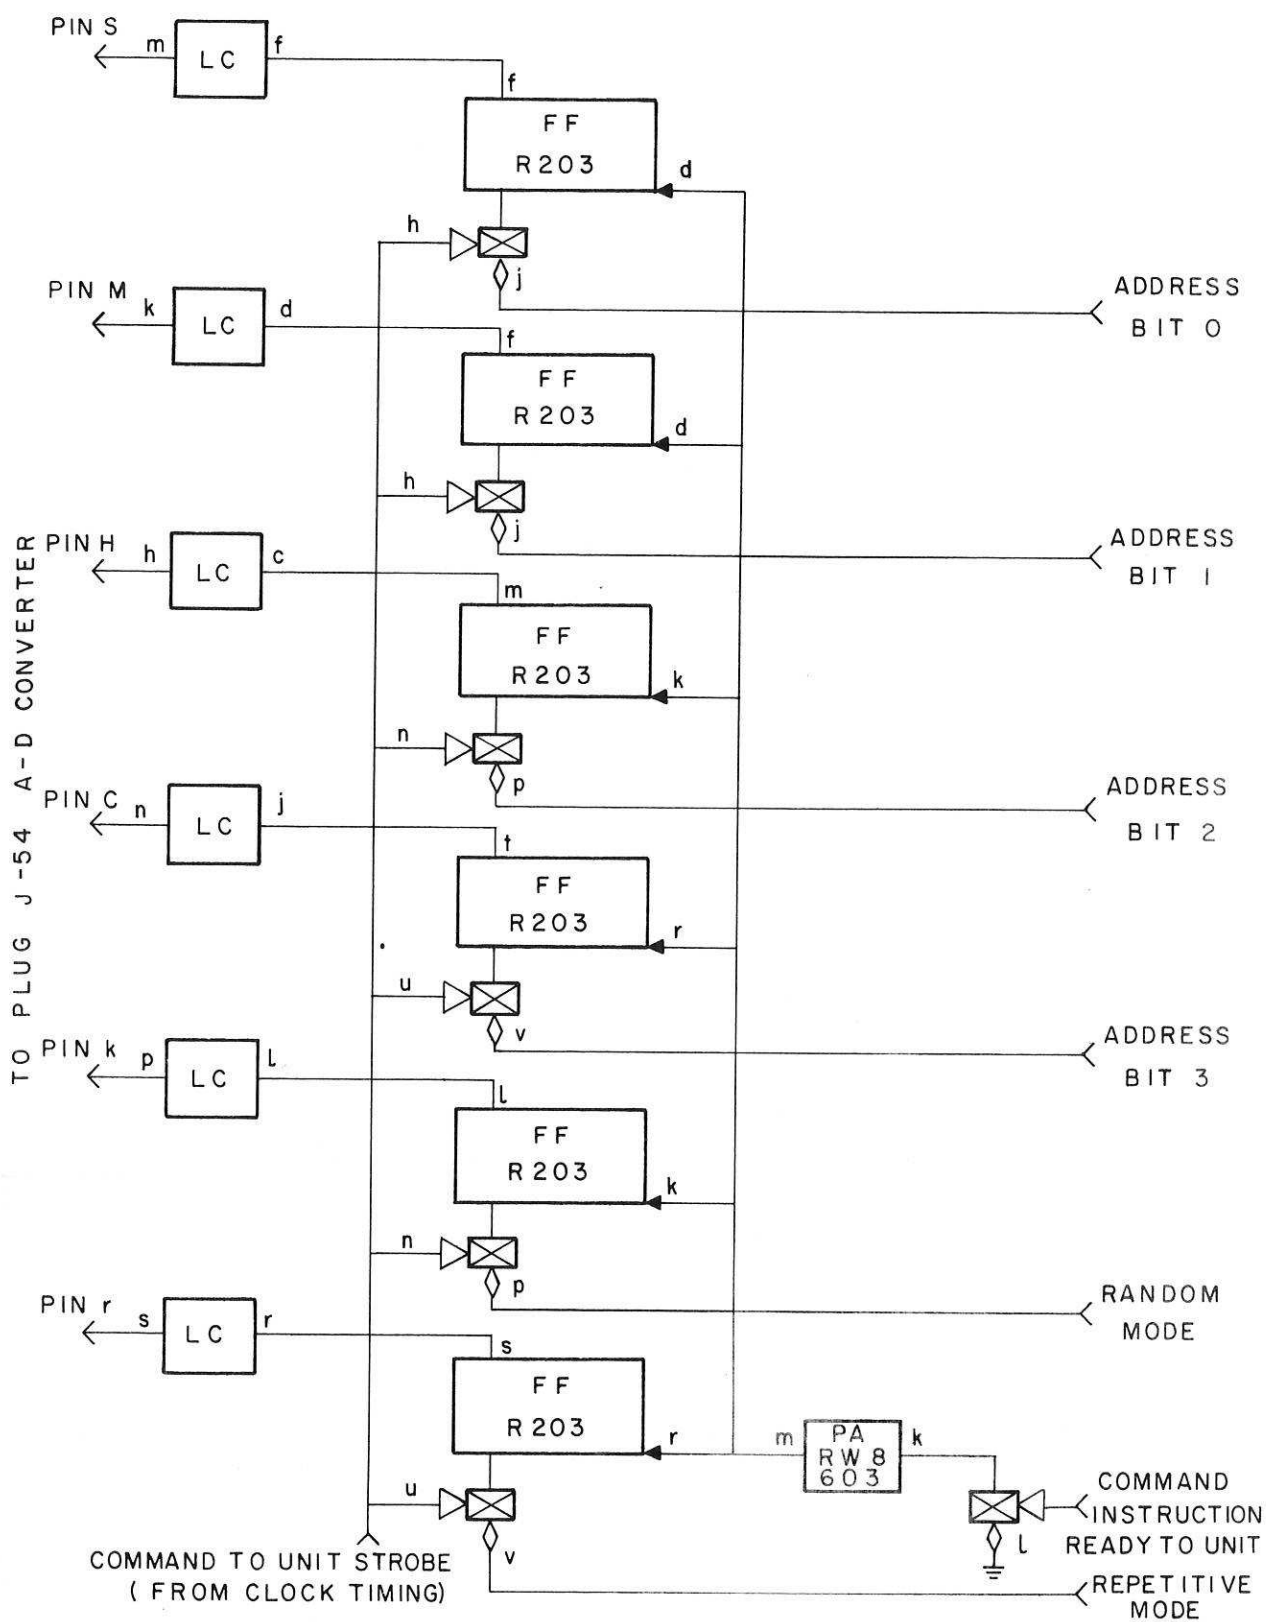 PIN S
m
LC
f
f
FF
R203
d
h
j
ADDRESS
BIT 0
PIN M
k
LC
d
f
FF
R203
d
h
j
ADDRESS
BIT 1
TO PLUG J-54 A-D CONVERTER
PIN H
h
LC
c
m
FF
R203
k
n
p
ADDRESS
BIT 2
PIN C
n
LC
j
t
FF
R203
r
u
v
ADDRESS
BIT 3
PIN k
p
LC
l
l
FF
R203
k
n
p
RANDOM
MODE
PIN r
s
LC
r
s
FF
R203
r
m
PA
RW8
603
k
u
v
l
COMMAND
INSTRUCTION
READY TO UNIT
COMMAND TO UNIT STROBE
(FROM CLOCK TIMING)
REPETITIVE
MODE